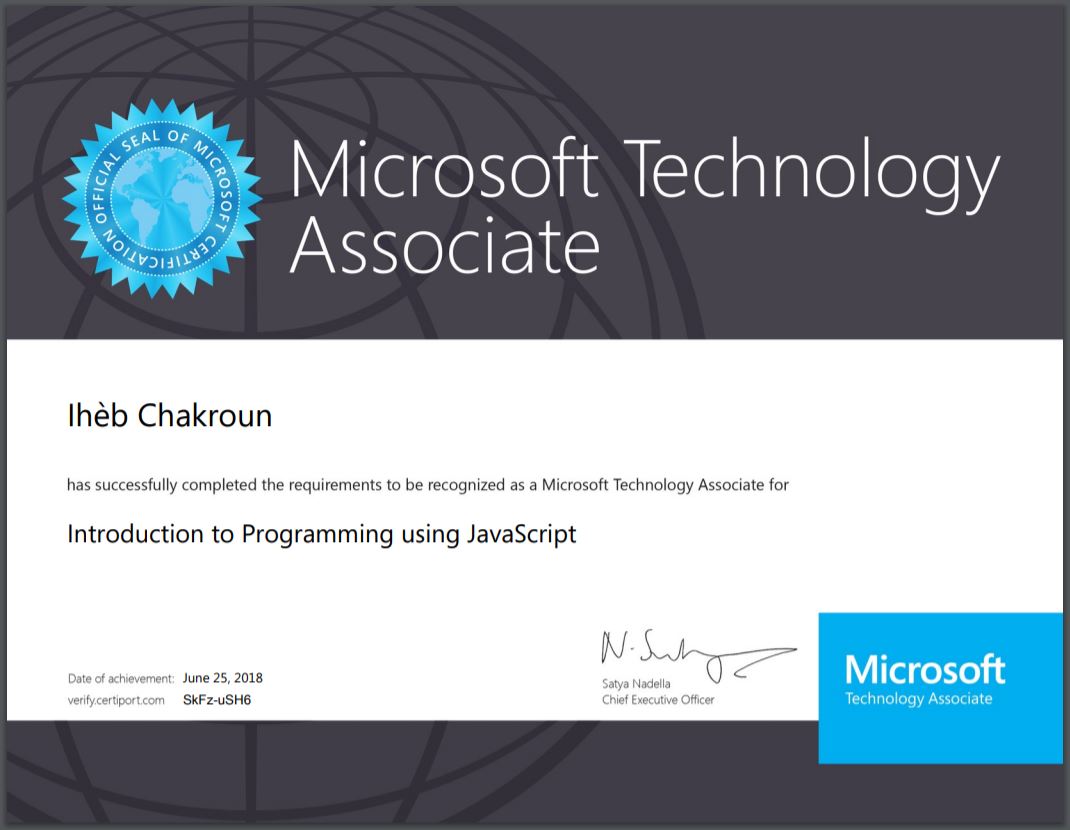 OFFICIAL SEAL OF MICROSOFT CERTIFICATION
Microsoft Technology
Associate
Ihèb Chakroun
has successfully completed the requirements to be recognized as a Microsoft Technology Associate for
Introduction to Programming using JavaScript
Date of achievement: June 25, 2018
verify.certiport.com SkFz-uSH6
N. Satya
Satya Nadella
Chief Executive Officer
Microsoft
Technology Associate